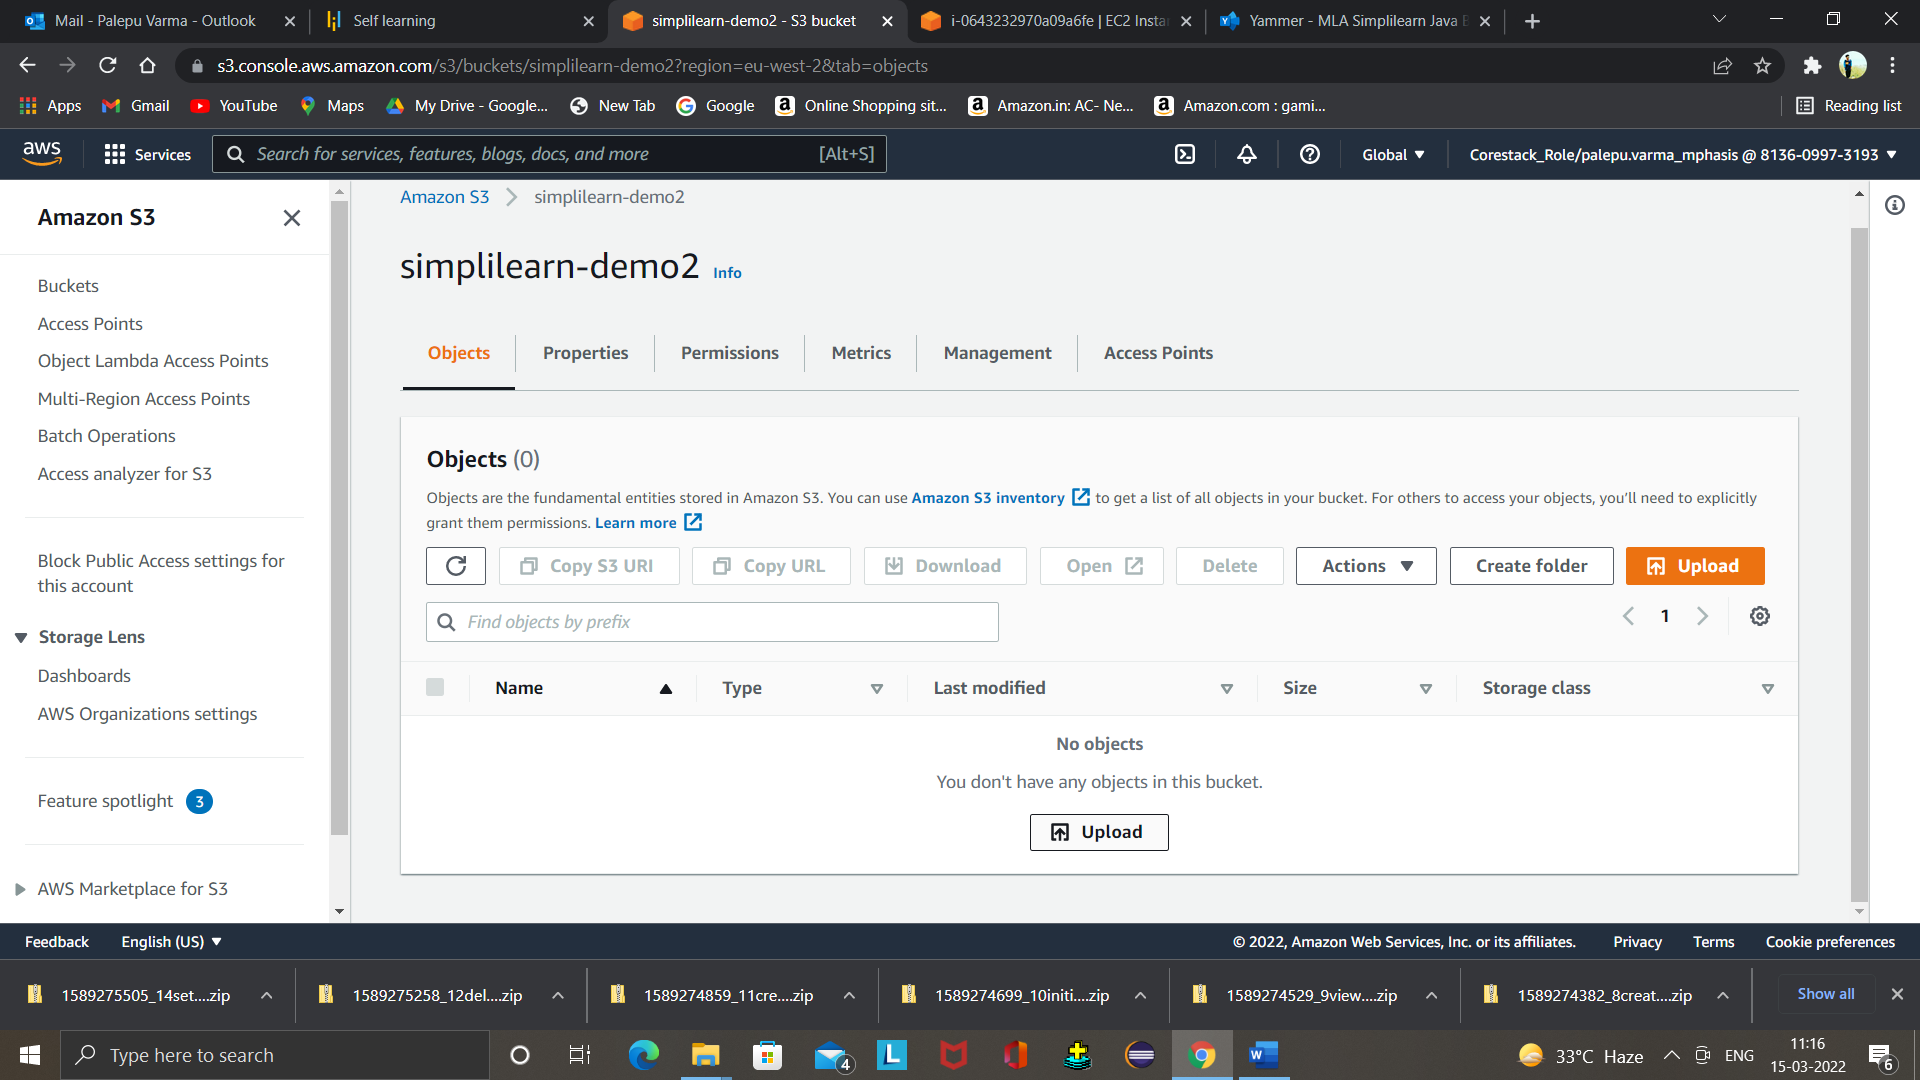 Mail - Palepu Varma - Outlook
Self learning
simplilearn-demo2 - S3 bucket
i-0643232970a09a6fe | EC2 Insta
Yammer - MLA Simplilearn Java B
s3.console.aws.amazon.com/s3/buckets/simplilearn-demo2?region=eu-west-2&tab=objects
Apps
Gmail
YouTube
Maps
My Drive - Google...
New Tab
Google
Online Shopping sit...
Amazon.in: AC- Ne...
Amazon.com : gami...
Reading list
aws
Services
Search for services, features, blogs, docs, and more
[Alt+S]
Global
Corestack_Role/palepu.varma_mphasis @ 8136-0997-3193
Amazon S3
Buckets
Access Points
Object Lambda Access Points
Multi-Region Access Points
Batch Operations
Access analyzer for S3
Block Public Access settings for
this account
Storage Lens
Dashboards
AWS Organizations settings
Feature spotlight 3
AWS Marketplace for S3
Amazon S3
simplilearn-demo2
simplilearn-demo2 Info
Objects
Properties
Permissions
Metrics
Management
Access Points
Objects (0)
Objects are the fundamental entities stored in Amazon S3. You can use Amazon S3 inventory to get a list of all objects in your bucket. For others to access your objects, you'll need to explicitly
grant them permissions. Learn more
Copy S3 URI
Copy URL
Download
Open
Delete
Actions
Create folder
Upload
Find objects by prefix
1
Name
Type
Last modified
Size
Storage class
No objects
You don't have any objects in this bucket.
Upload
Feedback
English (US)
© 2022, Amazon Web Services, Inc. or its affiliates.
Privacy
Terms
Cookie preferences
1589275505_14set....zip
1589275258_12del....zip
1589274859_11cre....zip
1589274699_10initi....zip
1589274529_9view....zip
1589274382_8creat....zip
Show all
Type here to search
4
L
W
33°C Haze
ENG
11:16
15-03-2022
6